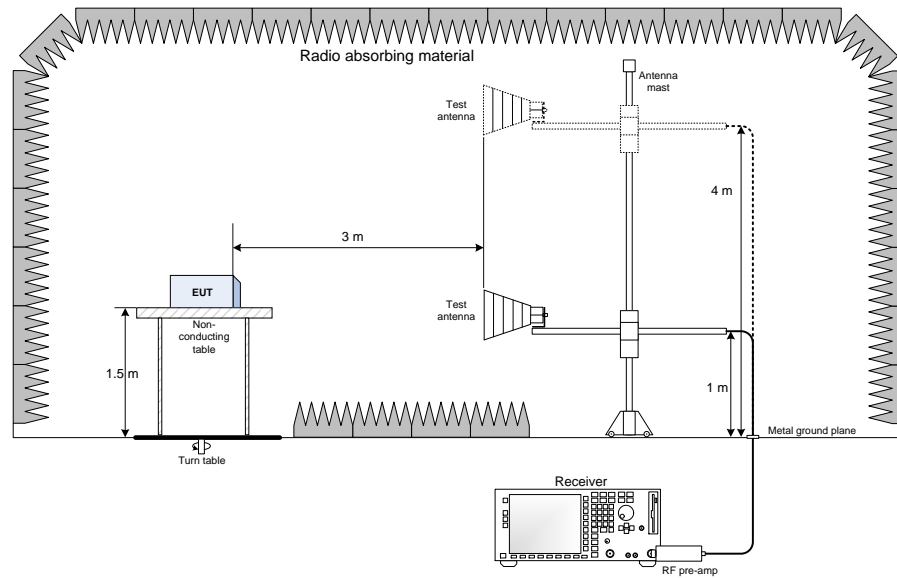 Radio absorbing material
Antenna
mast
Test
antenna
4 m
3 m
EUT
Test
antenna
Non-
conducting
table
1.5 m
1 m
Metal ground plane
Turn table
Receiver
RF pre-amp